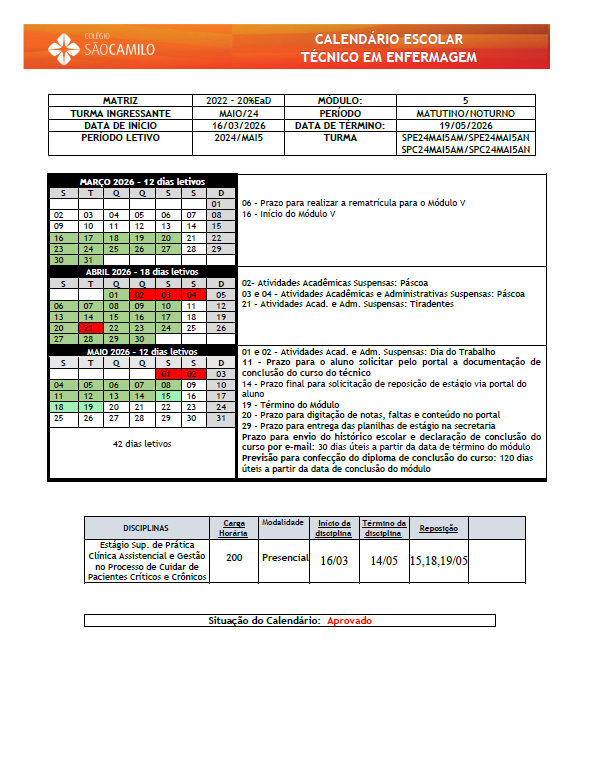 COLÉGIO
SÃOCAMILO
CALENDÁRIO ESCOLAR
TÉCNICO EM ENFERMAGEM
MATRIZ 2022 - 20%EaD MÓDULO: 5
TURMA INGRESSANTE MAIO/24 PERÍODO MATUTINO/NOTURNO
DATA DE INÍCIO 16/03/2026 DATA DE TÉRMINO: 19/05/2026
PERÍODO LETIVO 2024/MAI5 TURMA SPE24MAI5AM/SPE24MAI5AN
SPC24MAI5AM/SPC24MAI5AN
MARÇO 2026 - 12 dias letivos
S T Q Q S S D
01
02 03 04 05 06 07 08
09 10 11 12 13 14 15
16 17 18 19 20 21 22
23 24 25 26 27 28 29
30 31
06 - Prazo para realizar a rematrícula para o Módulo V
16 - Início do Módulo V
ABRIL 2026 - 18 dias letivos
S T Q Q S S D
01 02 03 04 05
06 07 08 09 10 11 12
13 14 15 16 17 18 19
20 21 22 23 24 25 26
27 28 29 30
02- Atividades Acadêmicas Suspensas: Páscoa
03 e 04 - Atividades Acadêmicas e Administrativas Suspensas: Páscoa
21 - Atividades Acad. e Adm. Suspensas: Tiradentes
MAIO 2026 - 12 dias letivos
S T Q Q S S D
01 02 03
04 05 06 07 08 09 10
11 12 13 14 15 16 17
18 19 20 21 22 23 24
25 26 27 28 29 30 31
42 dias letivos
01 e 02 - Atividades Acad. e Adm. Suspensas: Dia do Trabalho
11 - Prazo para o aluno solicitar pelo portal a documentação de
conclusão do curso do técnico
14 - Prazo final para solicitação de reposição de estágio via portal do
aluno
19 - Término do Módulo
20 - Prazo para digitação de notas, faltas e conteúdo no portal
29 - Prazo para entrega das planilhas de estágio na secretaria
Prazo para envio do histórico escolar e declaração de conclusão do
curso por e-mail: 30 dias úteis a partir da data de término do módulo
Previsão para confecção do diploma de conclusão do curso: 120 dias
úteis a partir da data de conclusão do módulo
DISCIPLINAS Carga Horária Modalidade Início da disciplina Término da disciplina Reposição
Estágio Sup. de Prática
Clínica Assistencial e Gestão
no Processo de Cuidar de
Pacientes Críticos e Crônicos
200 Presencial 16/03 14/05 15,18,19/05
Situação do Calendário: Aprovado